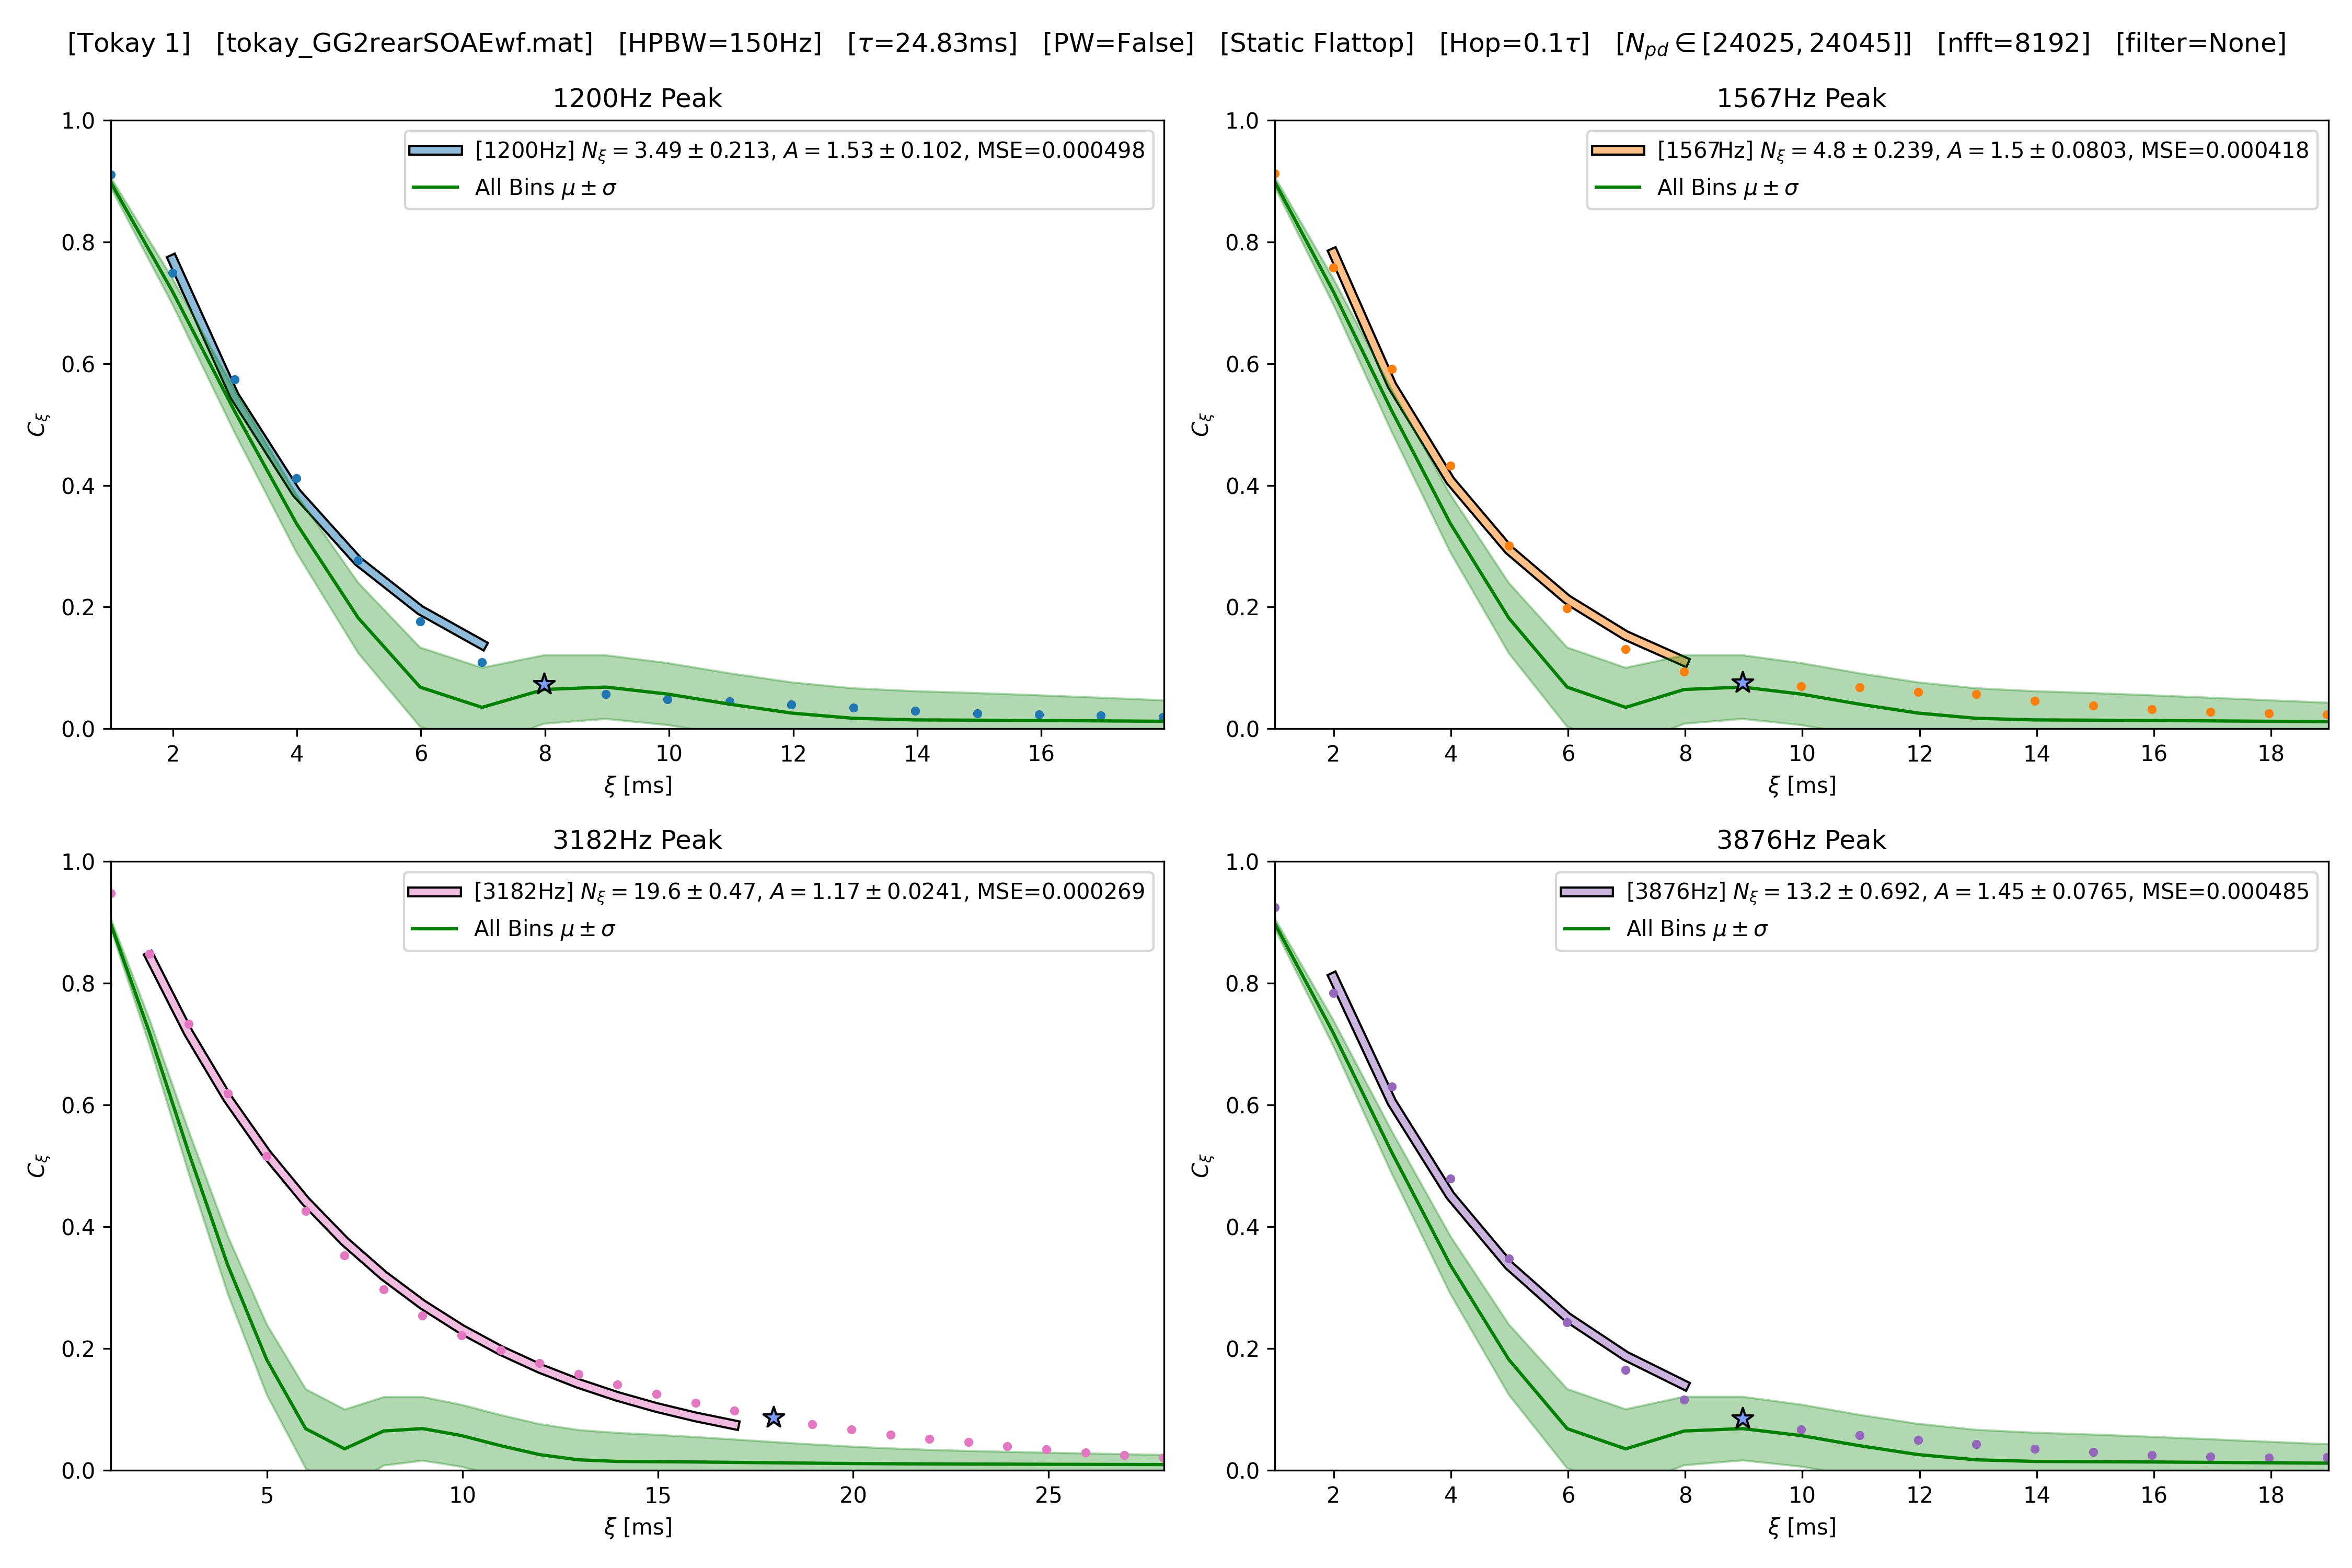 [Tokay 1] [tokay_GG2rearSOAEwf.mat] [HPBW=150Hz] [τ=24.83ms] [PW=False] [Static Flattop] [Hop=0.1τ] [N_pd ∈ [24025, 24045]] [nfft=8192] [filter=None]
1200Hz Peak
[1200Hz] N_ξ = 3.49 ± 0.213, A = 1.53 ± 0.102, MSE=0.000498
All Bins μ ± σ
1.0
0.8
0.6
0.4
0.2
0.0
C_ξ
2 4 6 8 10 12 14 16
ξ [ms]
1567Hz Peak
[1567Hz] N_ξ = 4.8 ± 0.239, A = 1.5 ± 0.0803, MSE=0.000418
All Bins μ ± σ
1.0
0.8
0.6
0.4
0.2
0.0
C_ξ
2 4 6 8 10 12 14 16 18
ξ [ms]
3182Hz Peak
[3182Hz] N_ξ = 19.6 ± 0.47, A = 1.17 ± 0.0241, MSE=0.000269
All Bins μ ± σ
1.0
0.8
0.6
0.4
0.2
0.0
C_ξ
5 10 15 20 25
ξ [ms]
3876Hz Peak
[3876Hz] N_ξ = 13.2 ± 0.692, A = 1.45 ± 0.0765, MSE=0.000485
All Bins μ ± σ
1.0
0.8
0.6
0.4
0.2
0.0
C_ξ
2 4 6 8 10 12 14 16 18
ξ [ms]